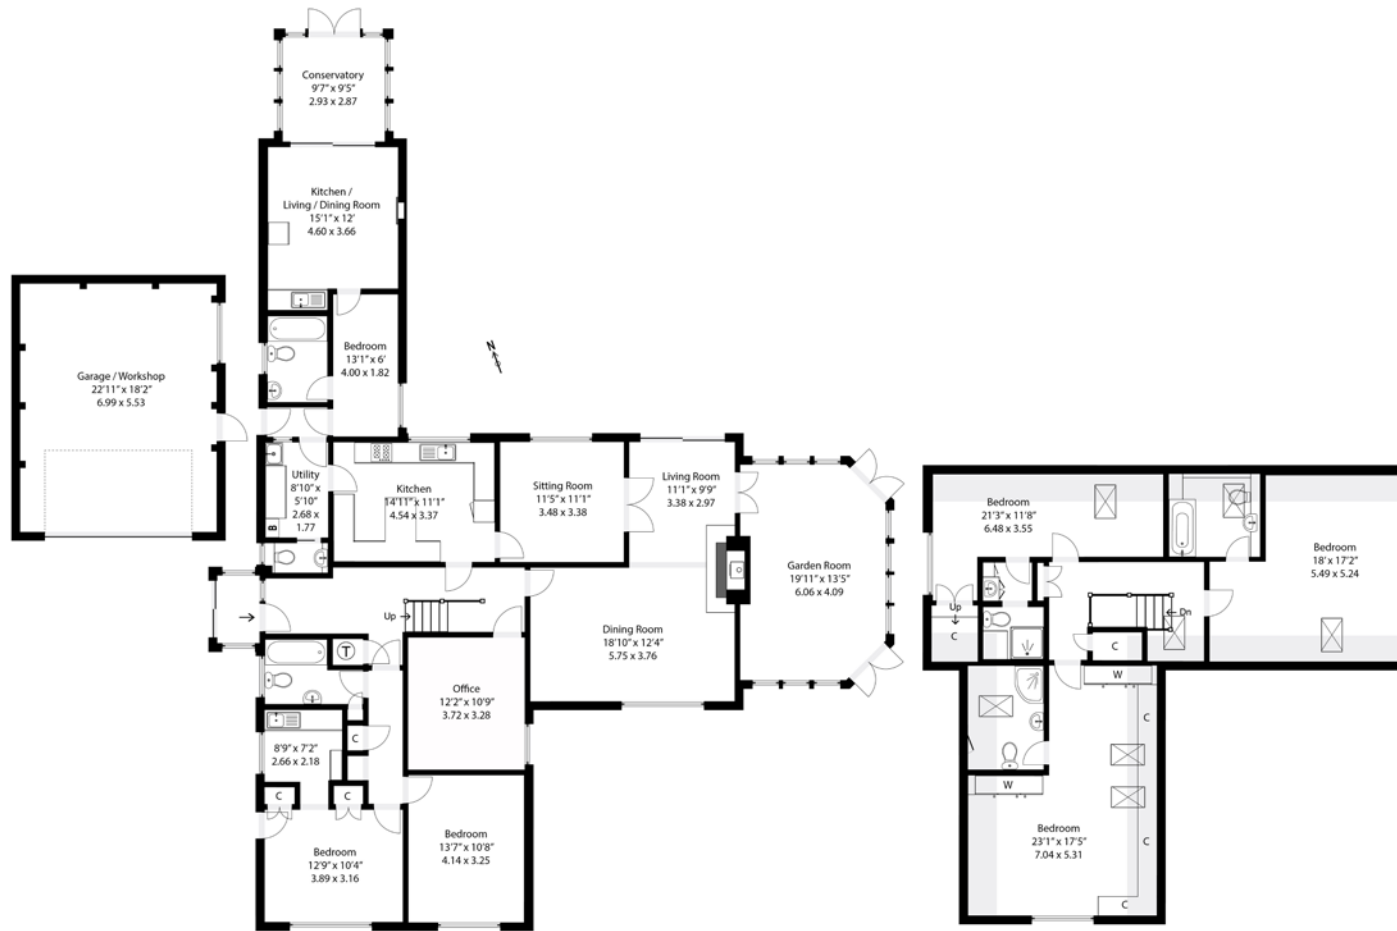 Conservatory
9'7" x 9'5"
2.93 x 2.87
Kitchen /
Living / Dining Room
15'1" x 12'
4.60 x 3.66
Garage / Workshop
22'11" x 18'2"
6.99 x 5.53
Bedroom
13'1" x 6'
4.00 x 1.82
N
Utility
8'10" x
5'10"
2.68 x
1.77
B
Kitchen
14'11" x 11'1"
4.54 x 3.37
Sitting Room
11'5" x 11'1"
3.48 x 3.38
Living Room
11'1" x 9'9"
3.38 x 2.97
Garden Room
19'11" x 13'5"
6.06 x 4.09
Up
Dining Room
18'10" x 12'4"
5.75 x 3.76
T
Office
12'2" x 10'9"
3.72 x 3.28
C
8'9" x 7'2"
2.66 x 2.18
C
C
Bedroom
12'9" x 10'4"
3.89 x 3.16
Bedroom
13'7" x 10'8"
4.14 x 3.25
Bedroom
21'3" x 11'8"
6.48 x 3.55
Bedroom
18' x 17'2"
5.49 x 5.24
Up
C
Dn
C
W
C
W
Bedroom
23'1" x 17'5"
7.04 x 5.31
C
C